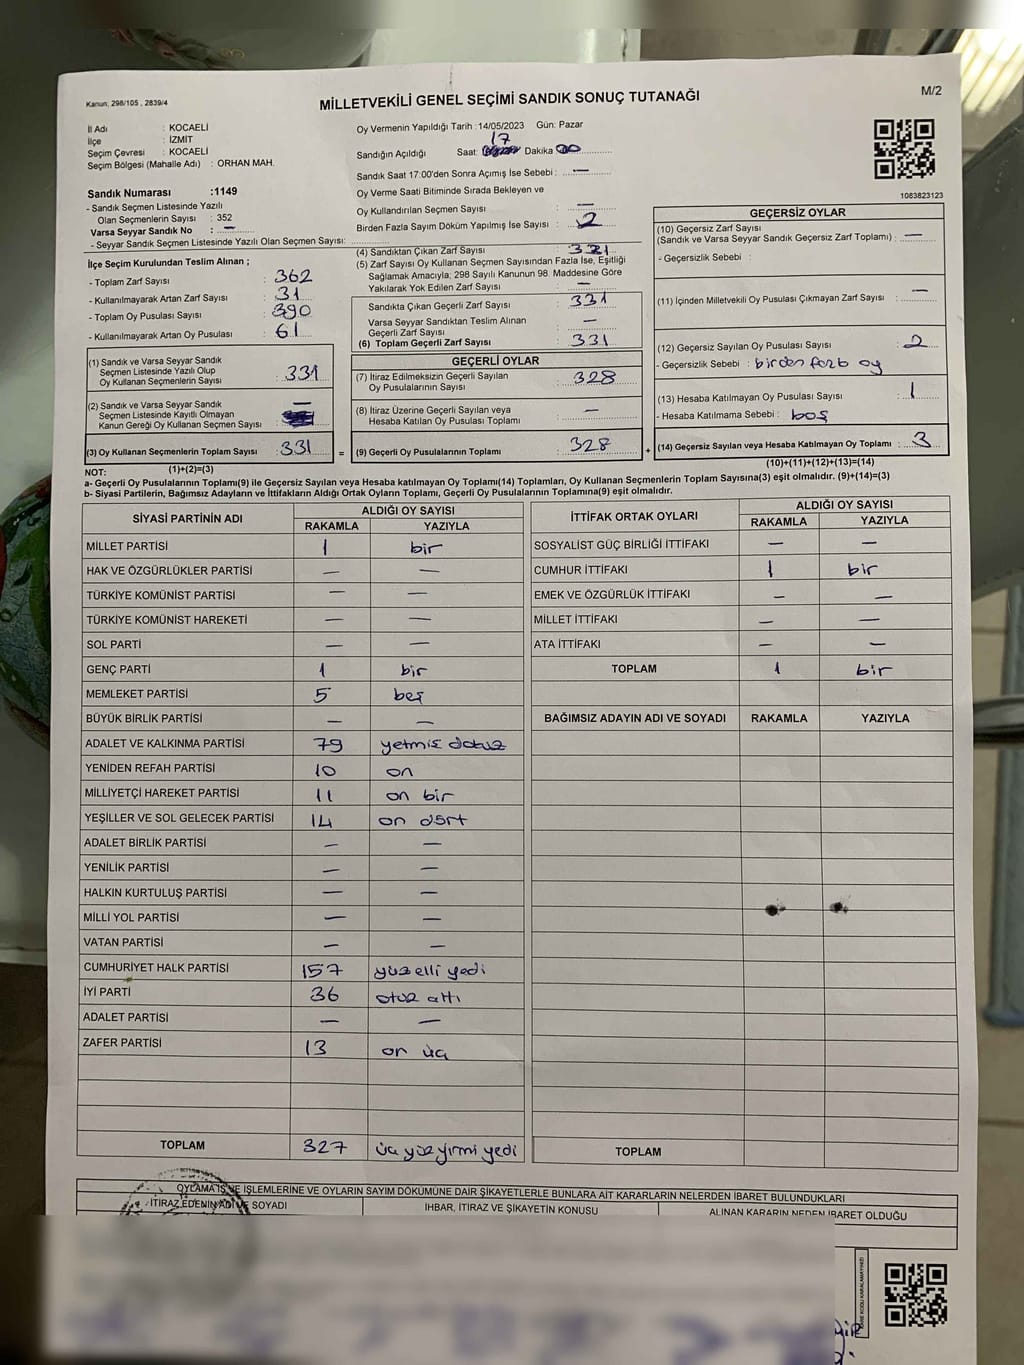 Kanun, 298/105 , 2839/4
MİLLETVEKİLİ GENEL SEÇİMİ SANDIK SONUÇ TUTANAĞI
M/2
İl Adı : KOCAELİ
İlçe : İZMİT
Seçim Çevresi : KOCAELİ
Seçim Bölgesi (Mahalle Adı) : ORHAN MAH.
Sandık Numarası :1149
- Sandık Seçmen Listesinde Yazılı
Olan Seçmenlerin Sayısı : 352
Varsa Seyyar Sandık No : —
- Seyyar Sandık Seçmen Listesinde Yazılı Olan Seçmen Sayısı:
İlçe Seçim Kurulundan Teslim Alınan ;
- Toplam Zarf Sayısı : 362
- Kullanılmayarak Artan Zarf Sayısı : 31
- Toplam Oy Pusulası Sayısı : 390
- Kullanılmayarak Artan Oy Pusulası : 61
(1) Sandık ve Varsa Seyyar Sandık
Seçmen Listesinde Yazılı Olup
Oy Kullanan Seçmenlerin Sayısı : 331
(2) Sandık ve Varsa Seyyar Sandık
Seçmen Listesinde Kayıtlı Olmayan
Kanun Gereği Oy Kullanan Seçmen Sayısı : —
(3) Oy Kullanan Seçmenlerin Toplam Sayısı : 331
Oy Vermenin Yapıldığı Tarih : 14/05/2023 Gün: Pazar
17
Sandığın Açıldığı Saat: Dakika 00
Sandık Saat 17:00'den Sonra Açımış İse Sebebi : —
Oy Verme Saati Bitiminde Sırada Bekleyen ve
Oy Kullandırılan Seçmen Sayısı : —
Birden Fazla Sayım Döküm Yapılmış İse Sayısı : 2
(4) Sandıktan Çıkan Zarf Sayısı : 331
(5) Zarf Sayısı Oy Kullanan Seçmen Sayısından Fazla İse, Eşitliği
Sağlamak Amacıyla; 298 Sayılı Kanunun 98. Maddesine Göre
Yakılarak Yok Edilen Zarf Sayısı :
Sandıkta Çıkan Geçerli Zarf Sayısı : 331
Varsa Seyyar Sandıktan Teslim Alınan
Geçerli Zarf Sayısı : —
(6) Toplam Geçerli Zarf Sayısı : 331
GEÇERLİ OYLAR
(7) İtiraz Edilmeksizin Geçerli Sayılan
Oy Pusulalarının Sayısı : 328
(8) İtiraz Üzerine Geçerli Sayılan veya
Hesaba Katılan Oy Pusulası Toplamı : —
= (9) Geçerli Oy Pusulalarının Toplamı : 328
1083823123
GEÇERSİZ OYLAR
(10) Geçersiz Zarf Sayısı
(Sandık ve Varsa Seyyar Sandık Geçersiz Zarf Toplamı) : —
- Geçersizlik Sebebi :
(11) İçinden Milletvekili Oy Pusulası Çıkmayan Zarf Sayısı : —
(12) Geçersiz Sayılan Oy Pusulası Sayısı : 2
- Geçersizlik Sebebi : birden fazla oy
(13) Hesaba Katılmayan Oy Pusulası Sayısı : 1
- Hesaba Katılmama Sebebi : boş
+ (14) Geçersiz Sayılan veya Hesaba Katılmayan Oy Toplamı : 3
NOT: (1)+(2)=(3)
(10)+(11)+(12)+(13)=(14)
a- Geçerli Oy Pusulalarının Toplamı(9) ile Geçersiz Sayılan veya Hesaba katılmayan Oy Toplamı(14) Toplamları, Oy Kullanan Seçmenlerin Toplam Sayısına(3) eşit olmalıdır. (9)+(14)=(3)
b- Siyasi Partilerin, Bağımsız Adayların ve İttifakların Aldığı Ortak Oyların Toplamı, Geçerli Oy Pusulalarının Toplamına(9) eşit olmalıdır.
SİYASİ PARTİNİN ADI ALDIĞI OY SAYISI
RAKAMLA YAZIYLA
MİLLET PARTİSİ 1 bir
HAK VE ÖZGÜRLÜKLER PARTİSİ — —
TÜRKİYE KOMÜNİST PARTİSİ — —
TÜRKİYE KOMÜNİST HAREKETİ — —
SOL PARTİ — —
GENÇ PARTİ 1 bir
MEMLEKET PARTİSİ 5 beş
BÜYÜK BİRLİK PARTİSİ — —
ADALET VE KALKINMA PARTİSİ 79 yetmiş dokuz
YENİDEN REFAH PARTİSİ 10 on
MİLLİYETÇİ HAREKET PARTİSİ 11 on bir
YEŞİLLER VE SOL GELECEK PARTİSİ 14 on dört
ADALET BİRLİK PARTİSİ — —
YENİLİK PARTİSİ — —
HALKIN KURTULUŞ PARTİSİ — —
MİLLİ YOL PARTİSİ — —
VATAN PARTİSİ — —
CUMHURİYET HALK PARTİSİ 157 yüz elli yedi
İYİ PARTİ 36 otuz altı
ADALET PARTİSİ — —
ZAFER PARTİSİ 13 on üç
TOPLAM 327 üç yüz yirmi yedi
İTTİFAK ORTAK OYLARI ALDIĞI OY SAYISI
RAKAMLA YAZIYLA
SOSYALİST GÜÇ BİRLİĞİ İTTİFAKI — —
CUMHUR İTTİFAKI 1 bir
EMEK VE ÖZGÜRLÜK İTTİFAKI — —
MİLLET İTTİFAKI — —
ATA İTTİFAKI — —
TOPLAM 1 bir
BAĞIMSIZ ADAYIN ADI VE SOYADI RAKAMLA YAZIYLA
TOPLAM
OYLAMA İŞ VE İŞLEMLERİNE VE OYLARIN SAYIM DÖKÜMÜNE DAİR ŞİKAYETLERLE BUNLARA AİT KARARLARIN NELERDEN İBARET BULUNDUKLARI
İTİRAZ EDENİN ADI VE SOYADI İHBAR, İTİRAZ VE ŞİKAYETİN KONUSU ALINAN KARARIN NEDEN İBARET OLDUĞU